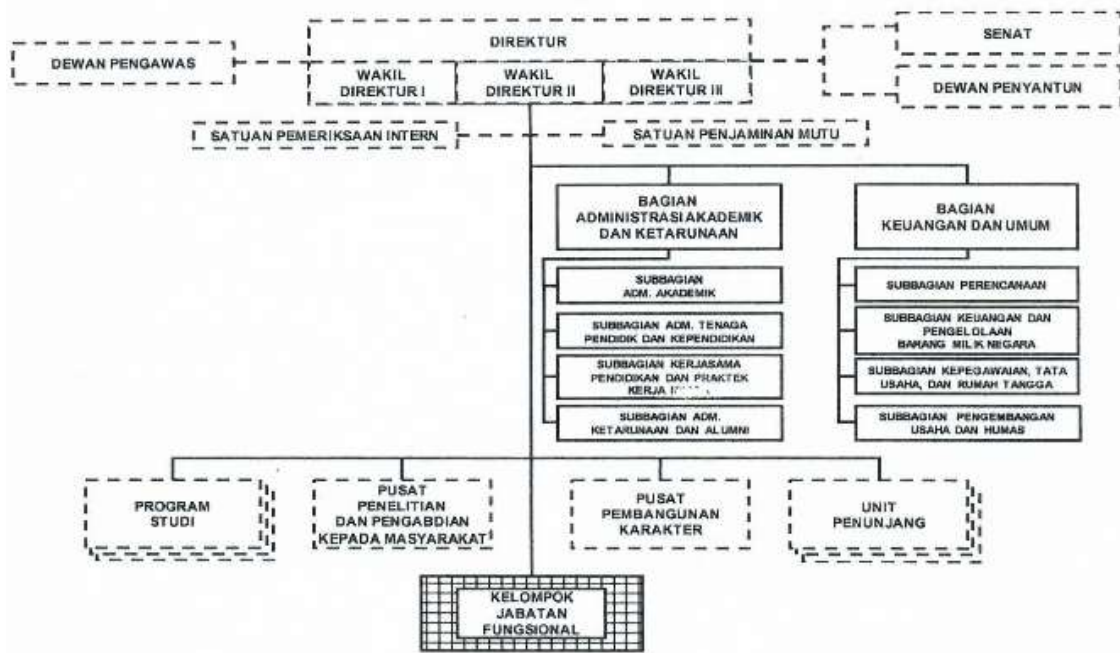 DIREKTUR
SENAT
DEWAN PENGAWAS
WAKIL
DIREKTUR I
WAKIL
DIREKTUR II
WAKIL
DIREKTUR III
DEWAN PENYANTUN
SATUAN PEMERIKSAAN INTERN
SATUAN PENJAMINAN MUTU
BAGIAN
ADMINISTRASI AKADEMIK
DAN KETARUNAAN
BAGIAN
KEUANGAN DAN UMUM
SUBBAGIAN
ADM. AKADEMIK
SUBBAGIAN ADM. TENAGA
PENDIDIK DAN KEPENDIDIKAN
SUBBAGIAN KERJASAMA
PENDIDIKAN DAN PRAKTEK
KERJA
SUBBAGIAN ADM.
KETARUNAAN DAN ALUMNI
SUBBAGIAN PERENCANAAN
SUBBAGIAN KEUANGAN DAN
PENGELOLAAN
BARANG MILIK NEGARA
SUBBAGIAN KEPEGAWAIAN, TATA
USAHA, DAN RUMAH TANGGA
SUBBAGIAN PENGEMBANGAN
USAHA DAN HUMAS
PROGRAM
STUDI
PUSAT
PENELITIAN
DAN PENGABDIAN
KEPADA MASYARAKAT
PUSAT
PEMBANGUNAN
KARAKTER
UNIT
PENUNJANG
KELOMPOK
JABATAN
FUNGSIONAL